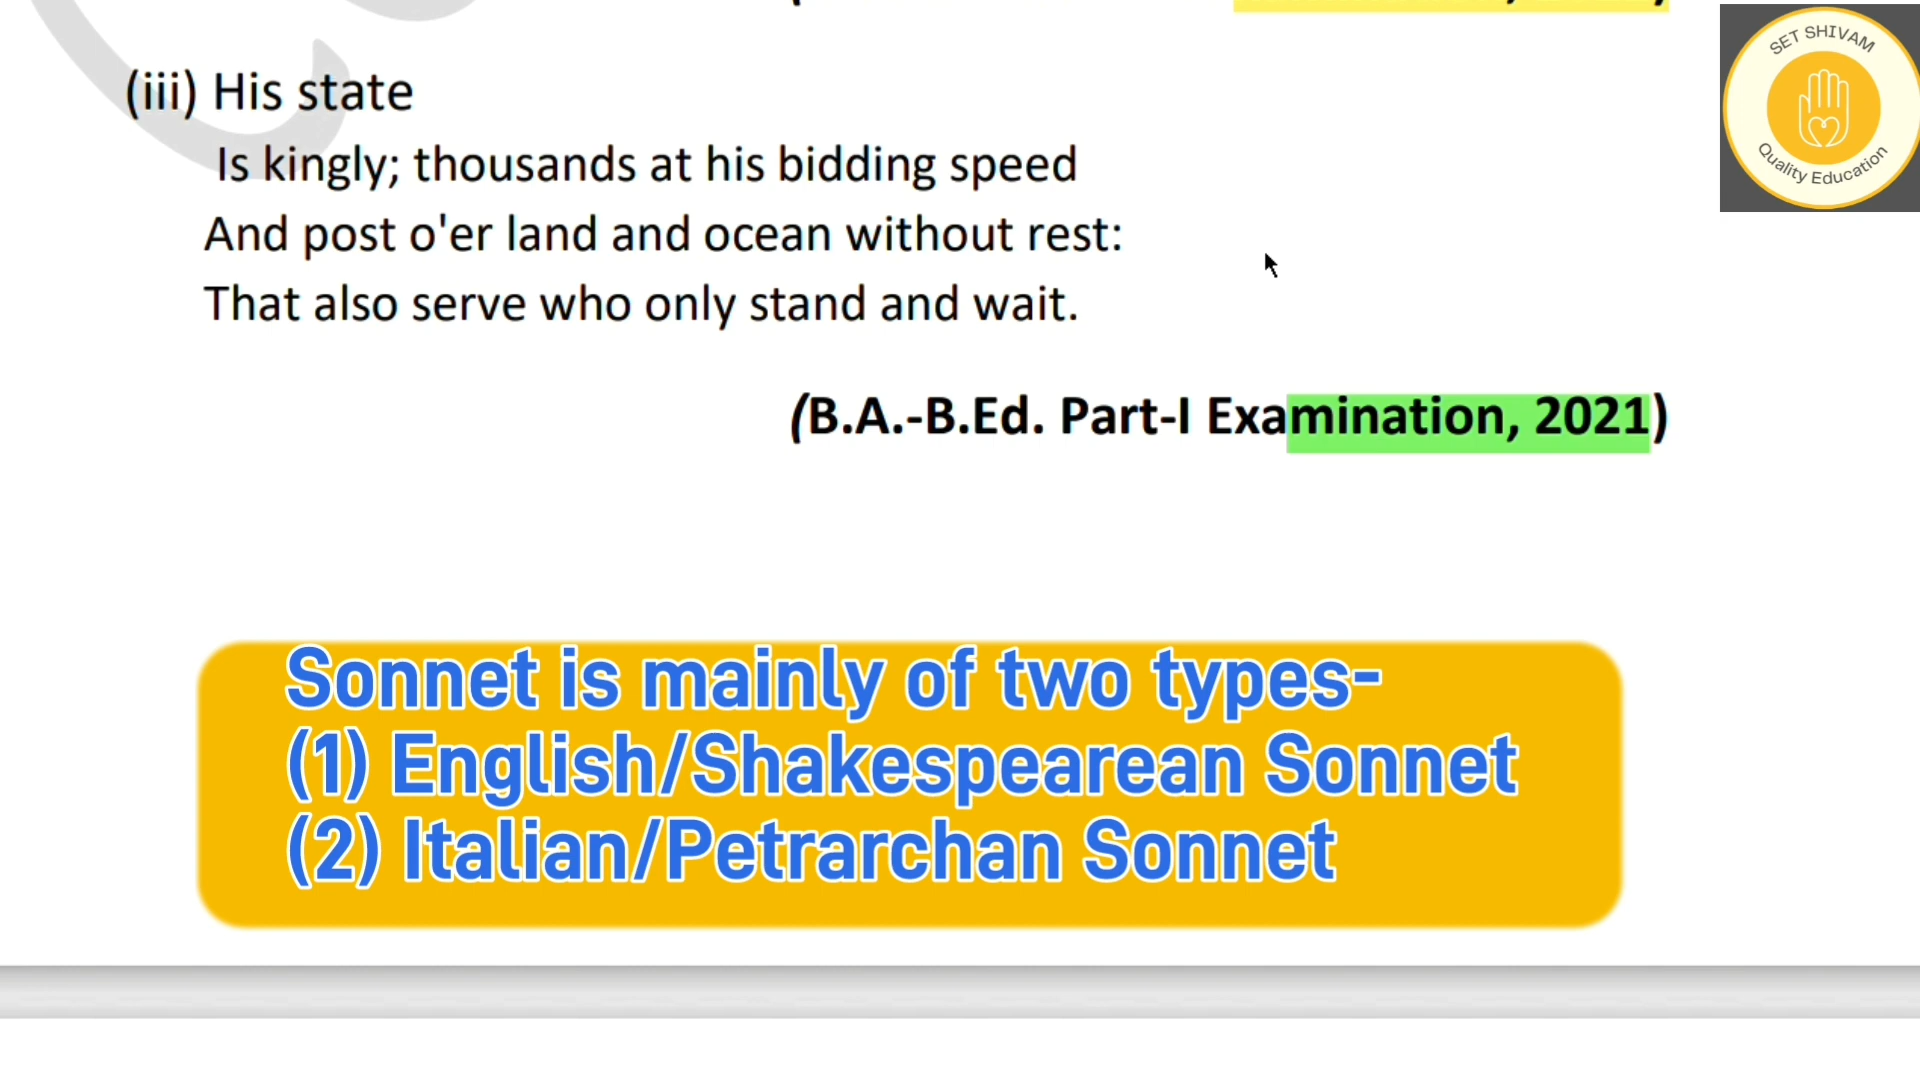 SET SHIVAM
Quality Education
(iii) His state
Is kingly; thousands at his bidding speed
And post o'er land and ocean without rest:
That also serve who only stand and wait.
(B.A.-B.Ed. Part-I Examination, 2021)
Sonnet is mainly of two types-
(1) English/Shakespearean Sonnet
(2) Italian/Petrarchan Sonnet